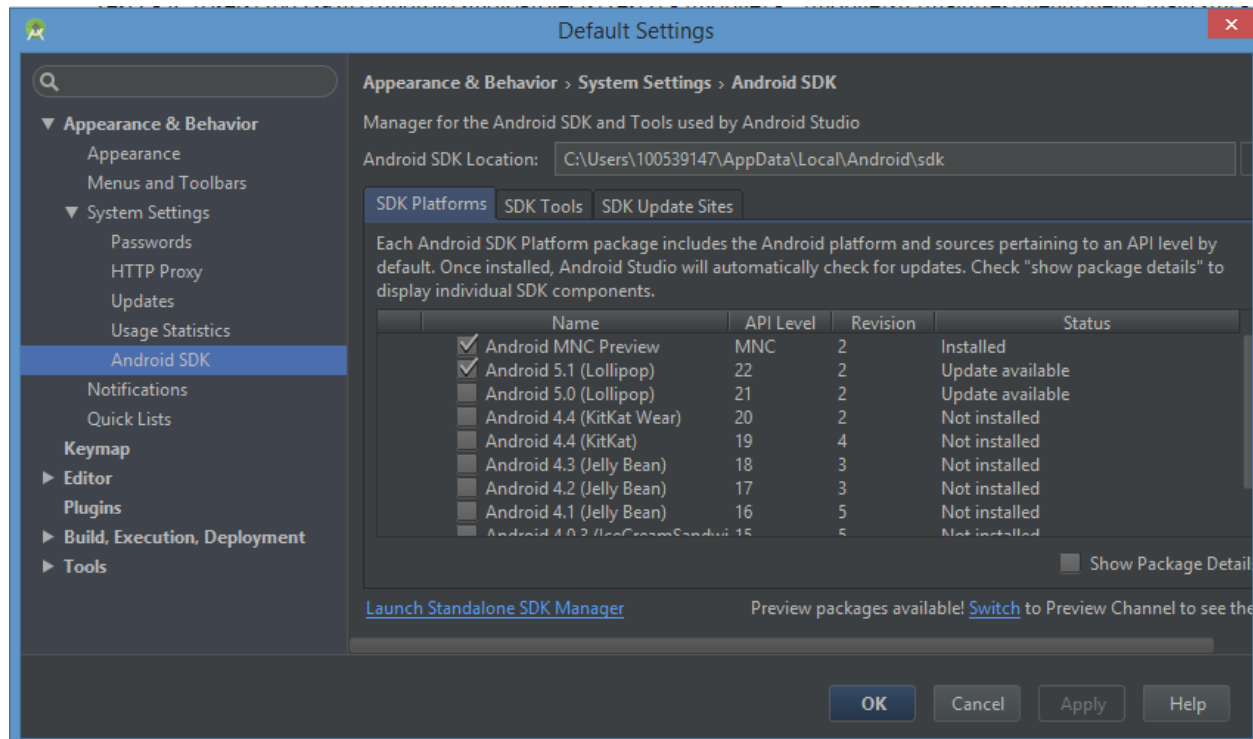 Default Settings
Appearance & Behavior › System Settings › Android SDK
▼ Appearance & Behavior
Appearance
Menus and Toolbars
▼ System Settings
Passwords
HTTP Proxy
Updates
Usage Statistics
Android SDK
Notifications
Quick Lists
Keymap
▶ Editor
Plugins
▶ Build, Execution, Deployment
▶ Tools
Manager for the Android SDK and Tools used by Android Studio
Android SDK Location: C:\Users\100539147\AppData\Local\Android\sdk
SDK Platforms SDK Tools SDK Update Sites
Each Android SDK Platform package includes the Android platform and sources pertaining to an API level by
default. Once installed, Android Studio will automatically check for updates. Check "show package details" to
display individual SDK components.
Name API Level Revision Status
Android MNC Preview MNC 2 Installed
Android 5.1 (Lollipop) 22 2 Update available
Android 5.0 (Lollipop) 21 2 Update available
Android 4.4 (KitKat Wear) 20 2 Not installed
Android 4.4 (KitKat) 19 4 Not installed
Android 4.3 (Jelly Bean) 18 3 Not installed
Android 4.2 (Jelly Bean) 17 3 Not installed
Android 4.1 (Jelly Bean) 16 5 Not installed
Android 4.0.3 (IceCreamSandwi 15 5 Not installed
Show Package Detail
Launch Standalone SDK Manager Preview packages available! Switch to Preview Channel to see the
OK Cancel Apply Help